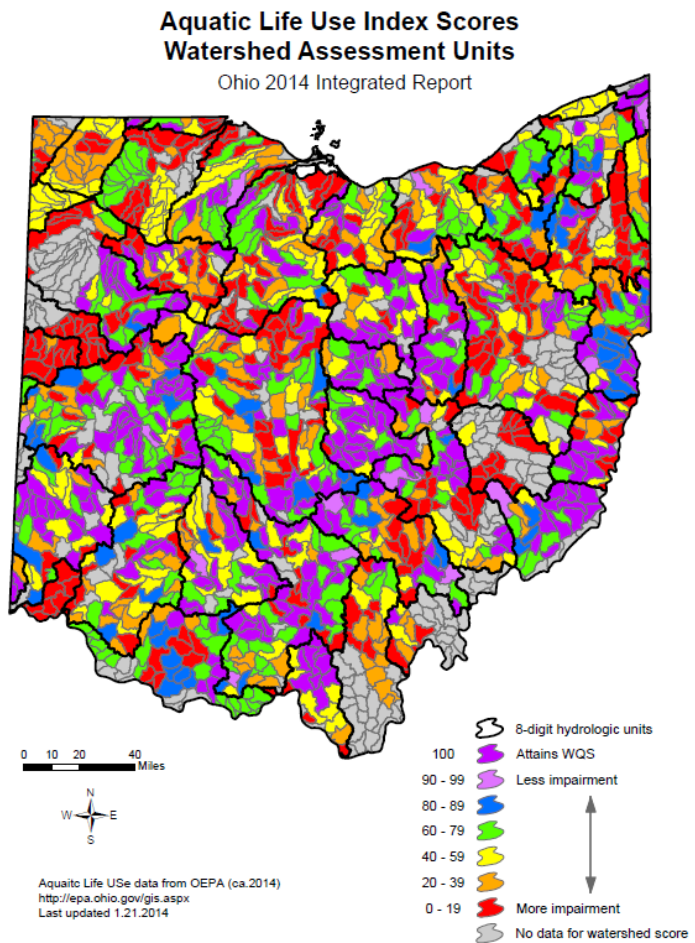 Aquatic Life Use Index Scores
Watershed Assessment Units
Ohio 2014 Integrated Report
8-digit hydrologic units
100 Attains WQS
90 - 99 Less impairment
80 - 89
60 - 79
40 - 59
20 - 39
0 - 19 More impairment
No data for watershed score
0 10 20 40
Miles
N
W E
S
Aquaitc Life USe data from OEPA (ca.2014)
http://epa.ohio.gov/gis.aspx
Last updated 1.21.2014